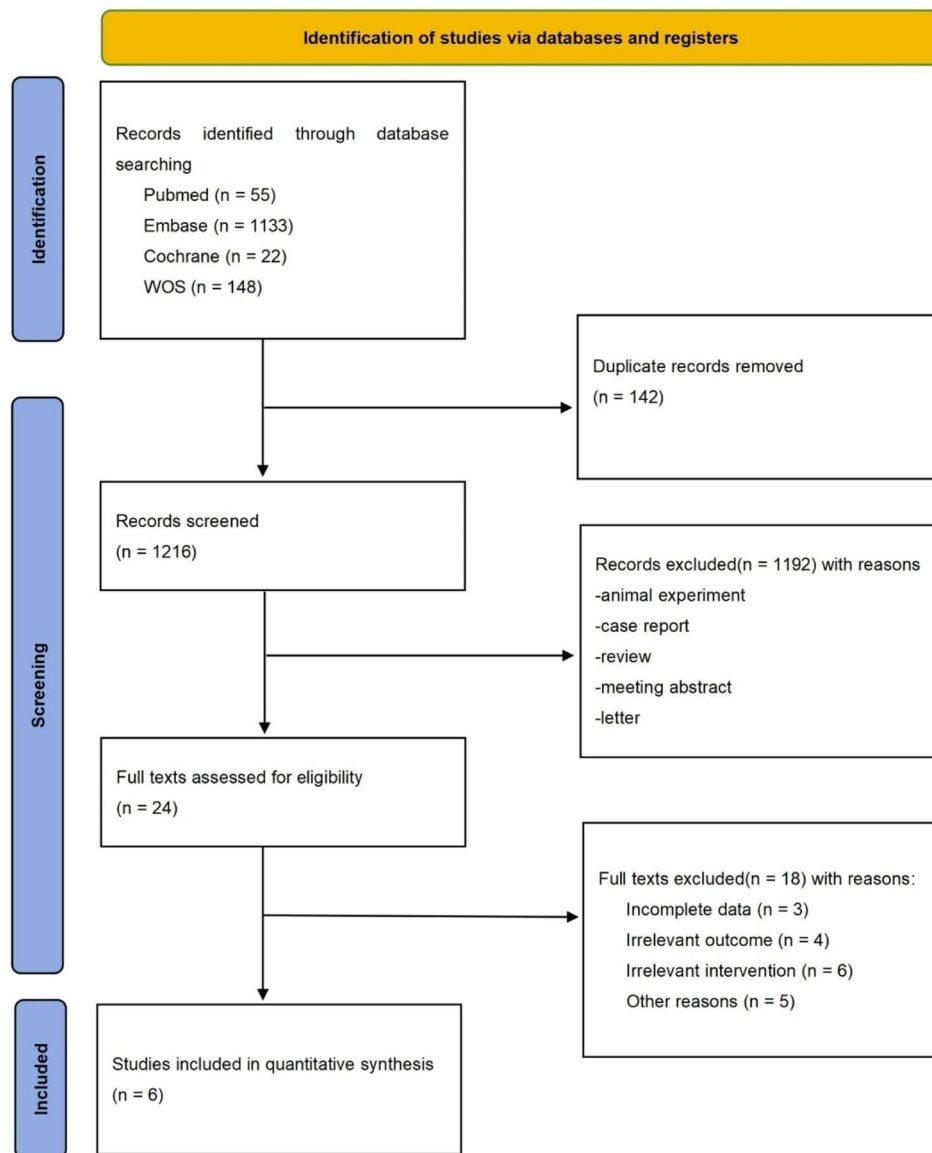 Identification of studies via databases and registers
Identification
Records identified through database
searching
Pubmed (n = 55)
Embase (n = 1133)
Cochrane (n = 22)
WOS (n = 148)
Duplicate records removed
(n = 142)
Screening
Records screened
(n = 1216)
Records excluded(n = 1192) with reasons
-animal experiment
-case report
-review
-meeting abstract
-letter
Full texts assessed for eligibility
(n = 24)
Full texts excluded(n = 18) with reasons:
Incomplete data (n = 3)
Irrelevant outcome (n = 4)
Irrelevant intervention (n = 6)
Other reasons (n = 5)
Included
Studies included in quantitative synthesis
(n = 6)